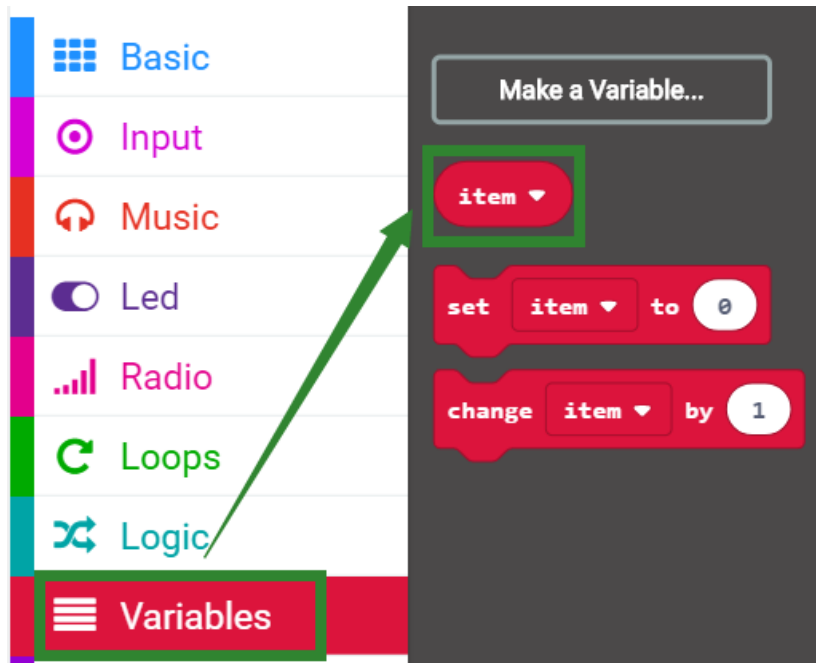 Basic
Input
Music
Led
Radio
Loops
Logic
Variables
Make a Variable...
item
set item to 0
change item by 1